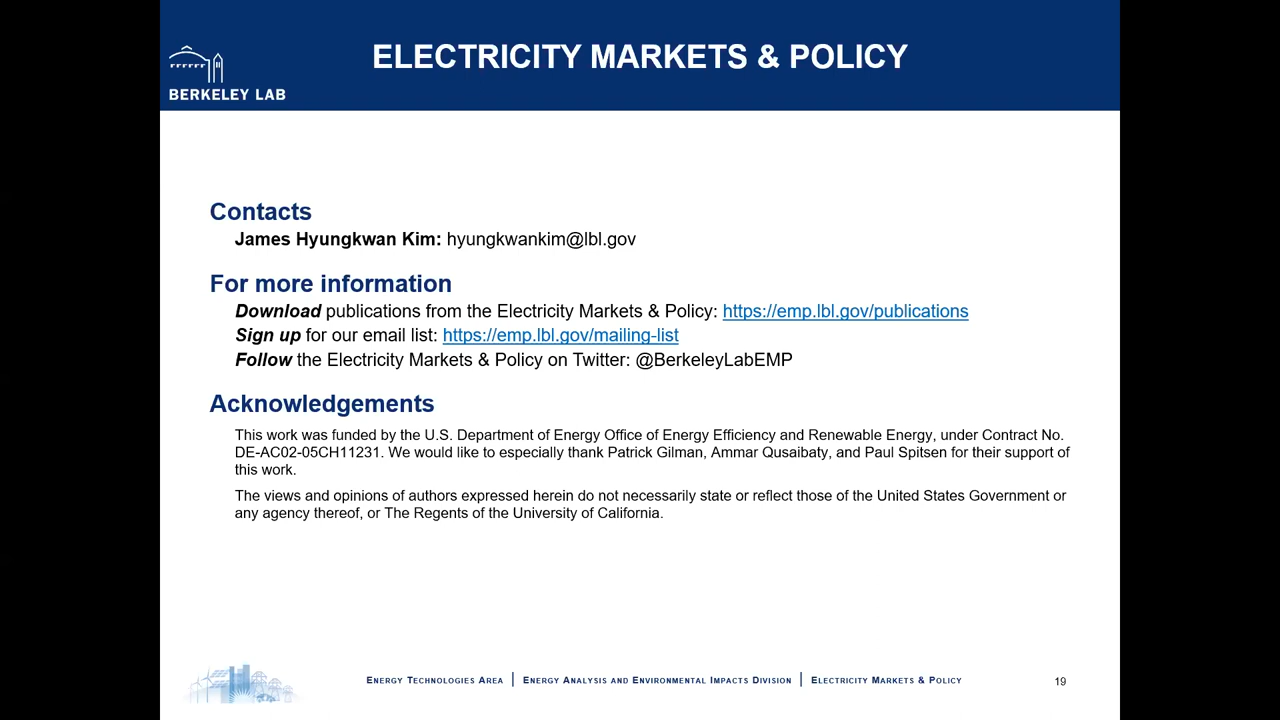 ELECTRICITY MARKETS & POLICY
BERKELEY LAB
Contacts
James Hyungkwan Kim: hyungkwankim@lbl.gov
For more information
Download publications from the Electricity Markets & Policy: https://emp.lbl.gov/publications
Sign up for our email list: https://emp.lbl.gov/mailing-list
Follow the Electricity Markets & Policy on Twitter: @BerkeleyLabEMP
Acknowledgements
This work was funded by the U.S. Department of Energy Office of Energy Efficiency and Renewable Energy, under Contract No.
DE-AC02-05CH11231. We would like to especially thank Patrick Gilman, Ammar Qusaibaty, and Paul Spitsen for their support of
this work.
The views and opinions of authors expressed herein do not necessarily state or reflect those of the United States Government or
any agency thereof, or The Regents of the University of California.
ENERGY TECHNOLOGIES AREA | ENERGY ANALYSIS AND ENVIRONMENTAL IMPACTS DIVISION | ELECTRICITY MARKETS & POLICY
19